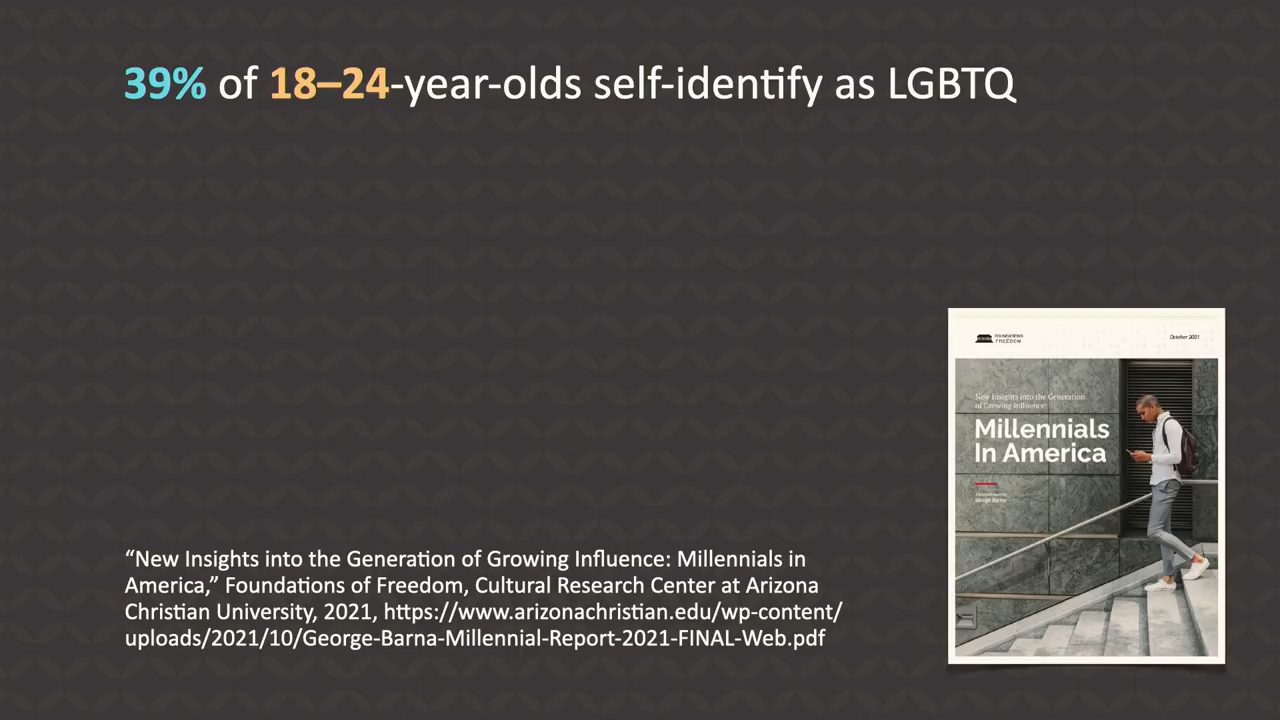 39% of 18–24-year-olds self-identify as LGBTQ
FOUNDATIONS
FREEDOM
October 2021
New Insights into the Generation
of Growing Influence:
Millennials
In America
George Barna
“New Insights into the Generation of Growing Influence: Millennials in
America,” Foundations of Freedom, Cultural Research Center at Arizona
Christian University, 2021, https://www.arizonachristian.edu/wp-content/
uploads/2021/10/George-Barna-Millennial-Report-2021-FINAL-Web.pdf